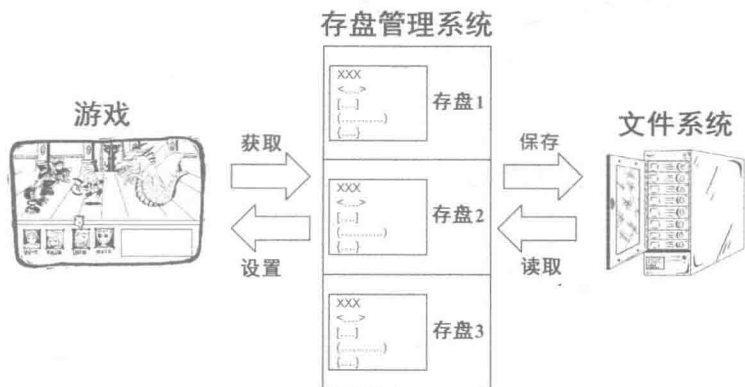 存盘管理系统
游戏
获取
设置
XXX
<....>
[....]
(..........)
{....}
存盘1
XXX
<....>
[....]
(..........)
{....}
存盘2
XXX
<....>
[....]
(..........)
{....}
存盘3
保存
读取
文件系统